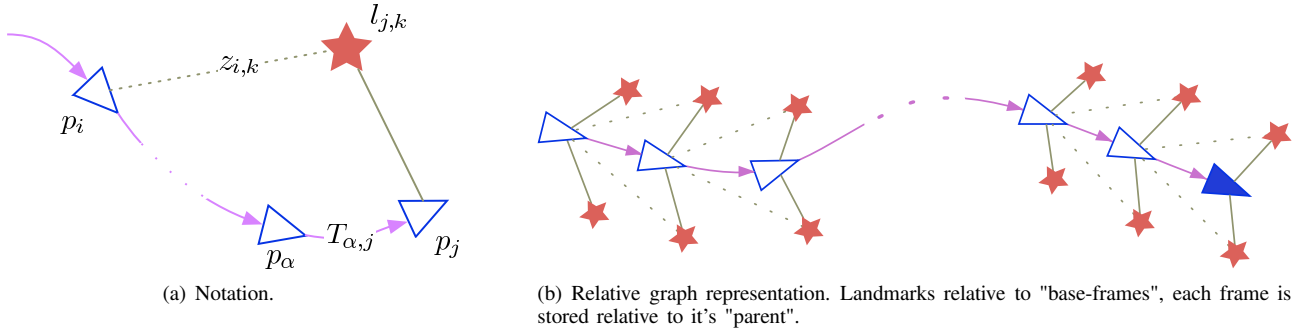 l_{j,k}
z_{i,k}
p_i
T_{α,j}
p_j
p_α
(a) Notation.
(b) Relative graph representation. Landmarks relative to "base-frames", each frame is
stored relative to it's "parent".